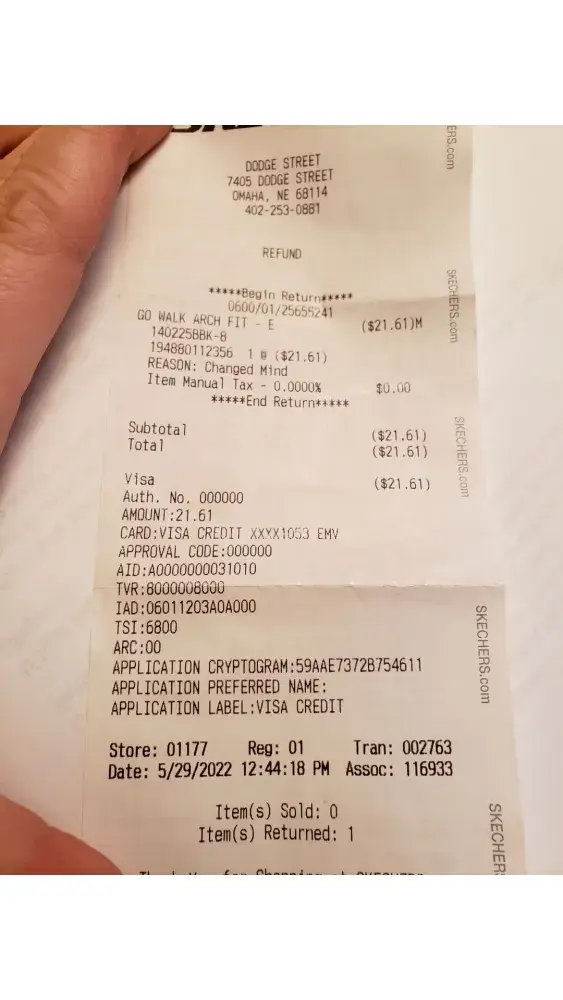 DODGE STREET
7405 DODGE STREET
OMAHA, NE 68114
402-253-0881
REFUND
*****Begin Return*****
0600/01/25655241
GO WALK ARCH FIT - E ($21.61)M
140225BBK-8
194880112356 1 @ ($21.61)
REASON: Changed Mind
Item Manual Tax - 0.0000% $0.00
*****End Return*****
Subtotal ($21.61)
Total ($21.61)
Visa ($21.61)
Auth. No. 000000
AMOUNT:21.61
CARD:VISA CREDIT XXXX1053 EMV
APPROVAL CODE:000000
AID:A0000000031010
TVR:8000008000
IAD:06011203A0A000
TSI:6800
ARC:00
APPLICATION CRYPTOGRAM:59AAE7372B754611
APPLICATION PREFERRED NAME:
APPLICATION LABEL:VISA CREDIT
Store: 01177 Reg: 01 Tran: 002763
Date: 5/29/2022 12:44:18 PM Assoc: 116933
Item(s) Sold: 0
Item(s) Returned: 1
ERS.com
SKECHERS.com
SKECHERS.com
SKECHERS.com
SKECHERS